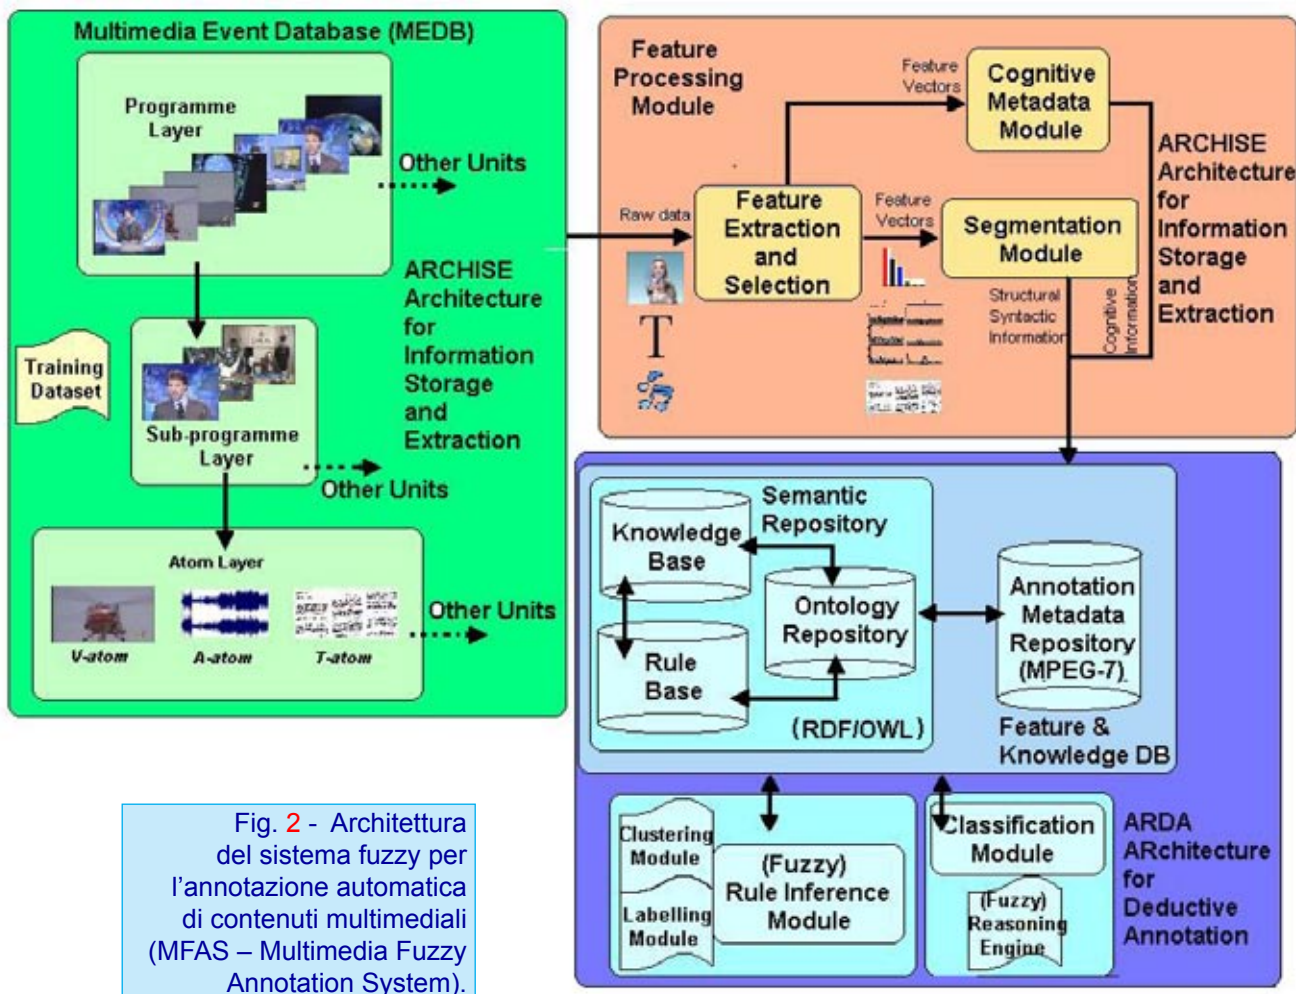 Multimedia Event Database (MEDB)
Programme
Layer
Other Units
ARCHISE
Architecture
for
Information
Storage
and
Extraction
Training
Dataset
Sub-programme
Layer
Other Units
Atom Layer
V-atom
A-atom
T-atom
Other Units
Feature
Processing
Module
Raw data
T
Feature
Extraction
and
Selection
Feature
Vectors
Cognitive
Metadata
Module
Feature
Vectors
Segmentation
Module
Structural
Syntactic
Information
Cognitive
Information
ARCHISE
Architecture
for
Information
Storage
and
Extraction
Knowledge
Base
Semantic
Repository
Ontology
Repository
Rule
Base
(RDF/OWL)
Annotation
Metadata
Repository
(MPEG-7)
Feature &
Knowledge DB
Clustering
Module
Labelling
Module
(Fuzzy)
Rule Inference
Module
Classification
Module
(Fuzzy)
Reasoning
Engine
ARDA
ARchitecture
for
Deductive
Annotation
Fig. 2 - Architettura
del sistema fuzzy per
l’annotazione automatica
di contenuti multimediali
(MFAS – Multimedia Fuzzy
Annotation System).